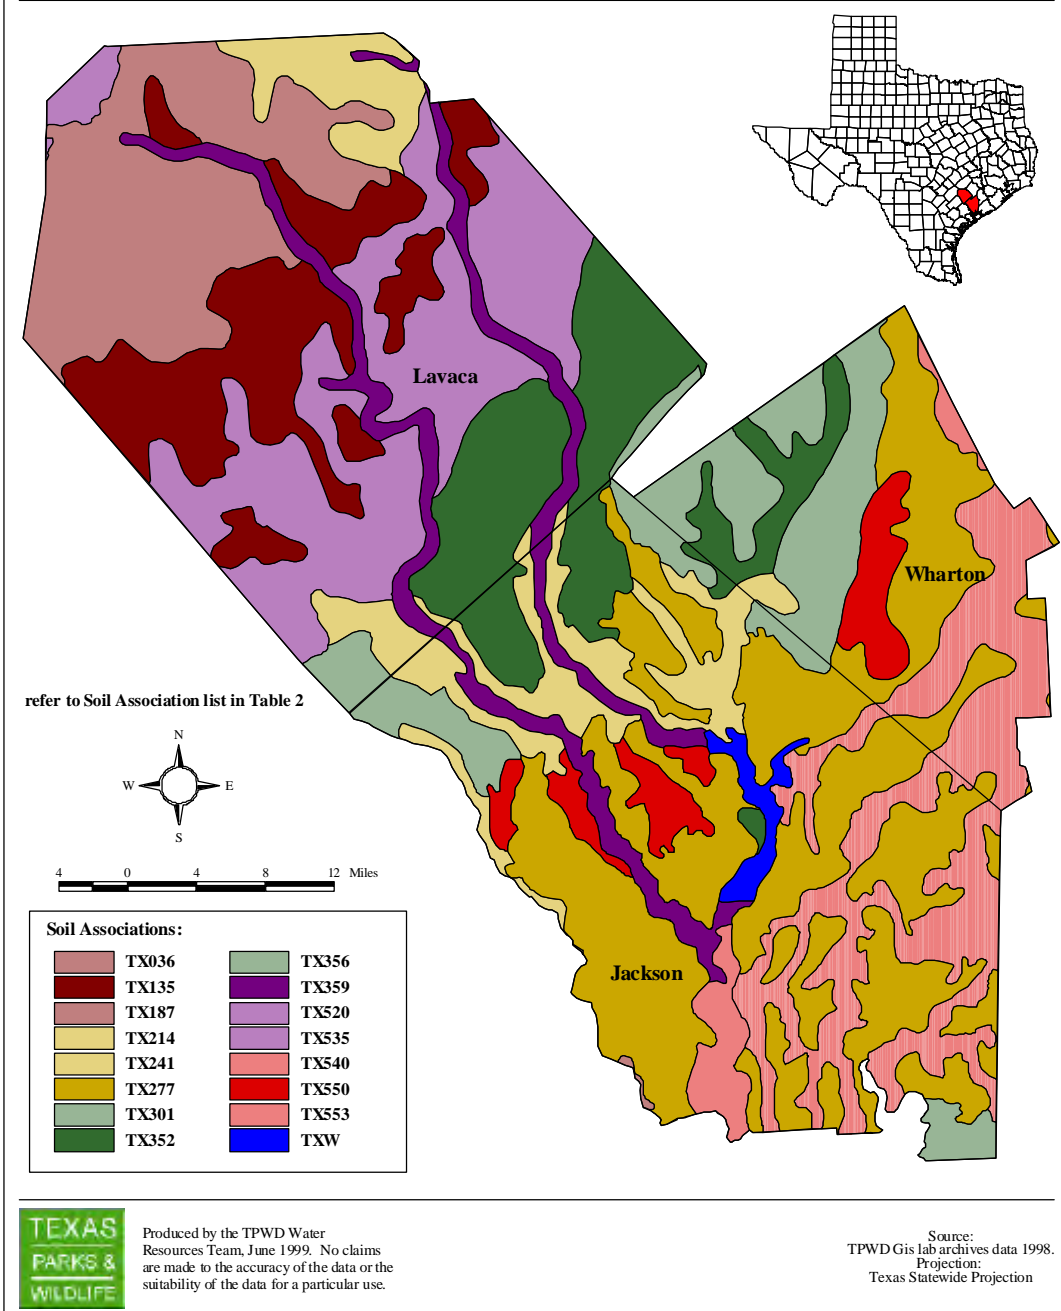 Lavaca
Wharton
refer to Soil Association list in Table 2
N
W E
S
4 0 4 8 12 Miles
Jackson
Soil Associations:
TX036 TX356
TX135 TX359
TX187 TX520
TX214 TX535
TX241 TX540
TX277 TX550
TX301 TX553
TX352 TXW
TEXAS
PARKS &
WILDLIFE
Produced by the TPWD Water
Resources Team, June 1999. No claims
are made to the accuracy of the data or the
suitability of the data for a particular use.
Source:
TPWD Gis lab archives data 1998.
Projection:
Texas Statewide Projection